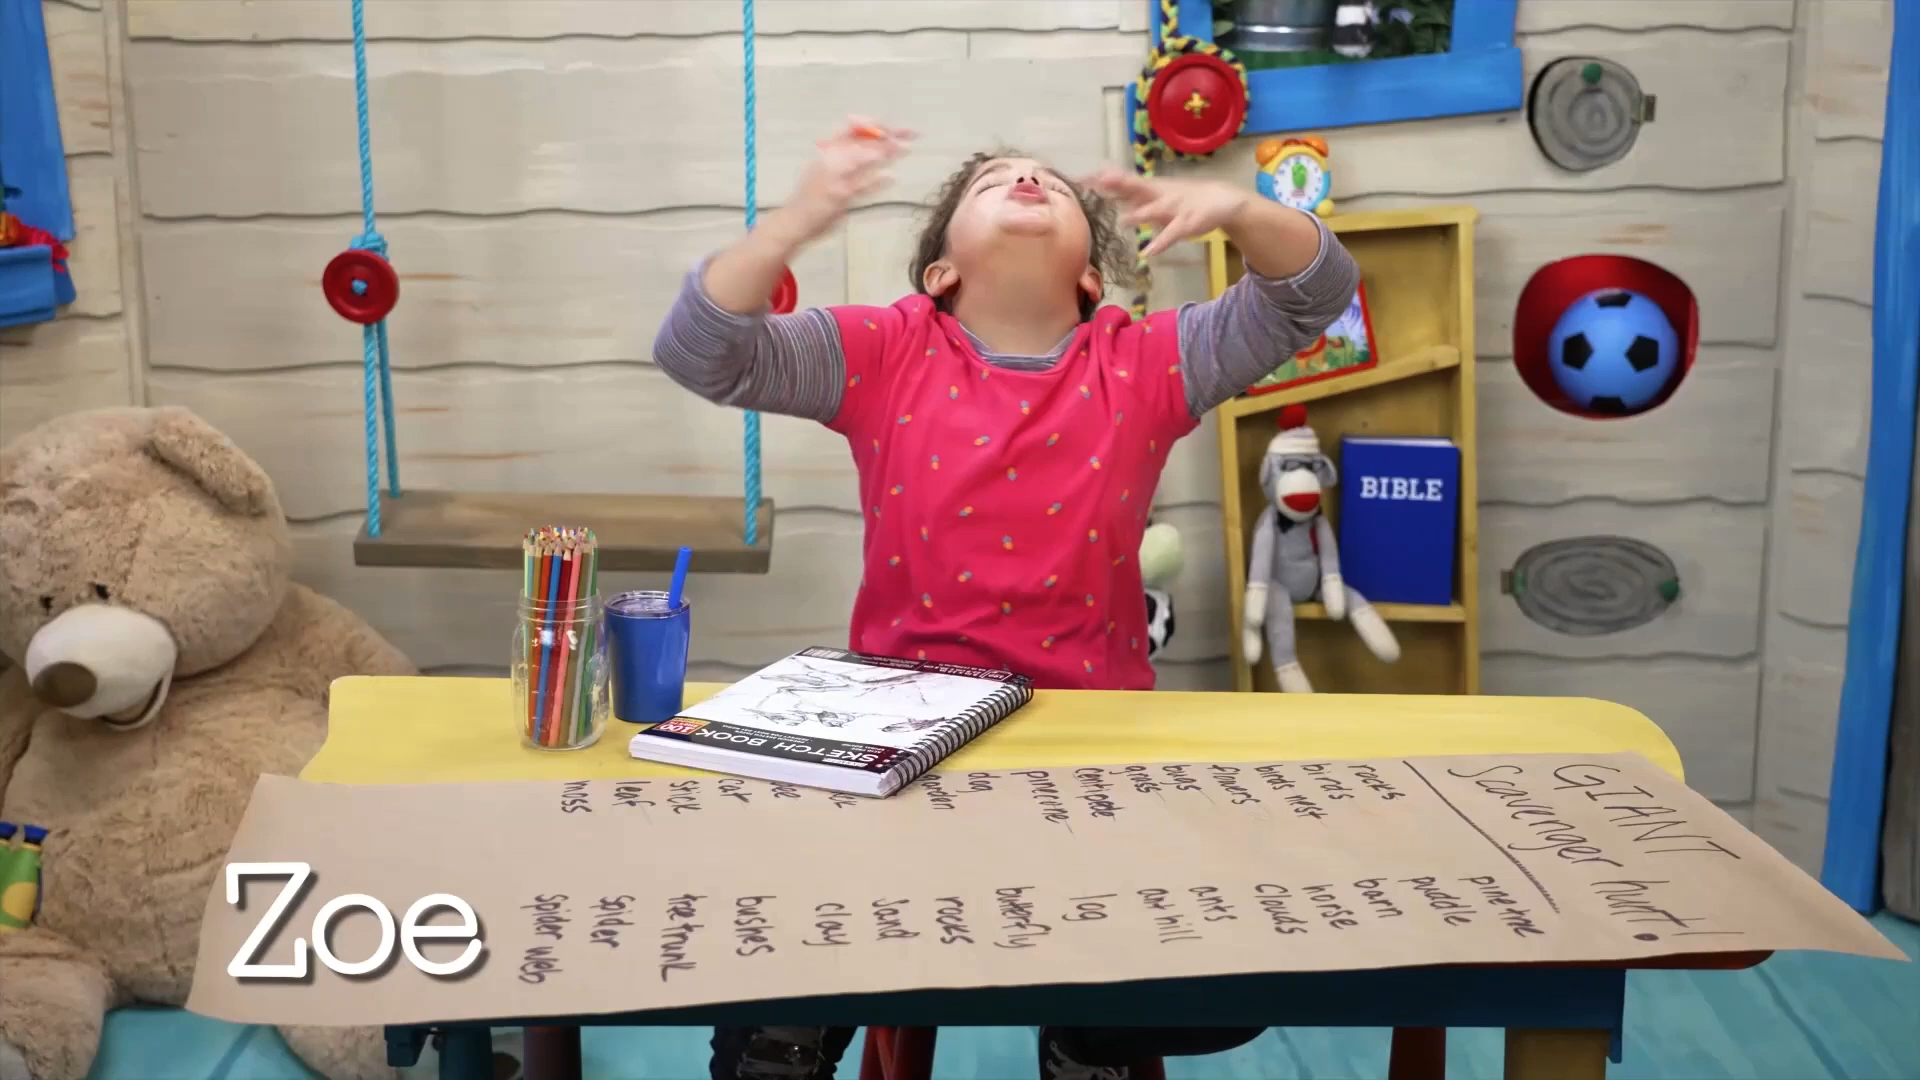 BIBLE
SKETCH BOOK
100
GIANT
Scavenger hunt!
rocks
birds
birds nest
flowers
bugs
grass
centipede
pinecone
dog
cat
stick
leaf
moss
pine tree
puddle
barn
horse
clouds
ants
ant hill
log
butterfly
rocks
sand
clay
bushes
tree trunk
spider
spider web
Zoe